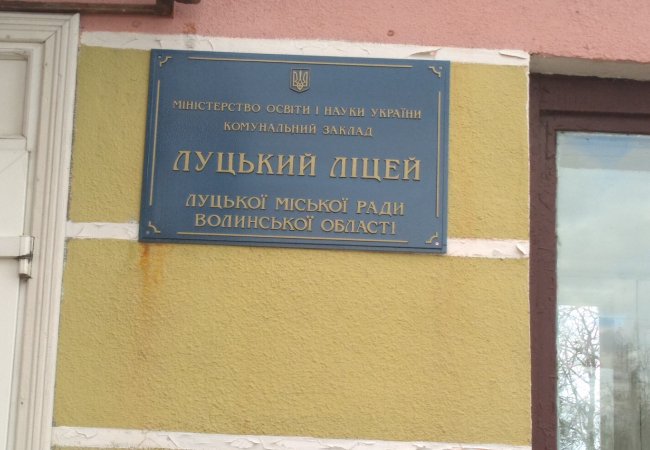 МІНІСТЕРСТВО ОСВІТИ І НАУКИ УКРАЇНИ
КОМУНАЛЬНИЙ ЗАКЛАД
ЛУЦЬКИЙ ЛІЦЕЙ
ЛУЦЬКОЇ МІСЬКОЇ РАДИ
ВОЛИНСЬКОЇ ОБЛАСТІ